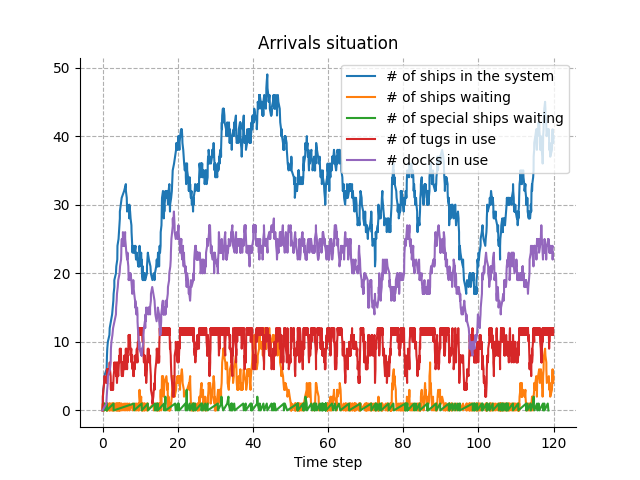 Arrivals situation
# of ships in the system
# of ships waiting
# of special ships waiting
# of tugs in use
# docks in use
50
40
30
20
10
0
0 20 40 60 80 100 120
Time step